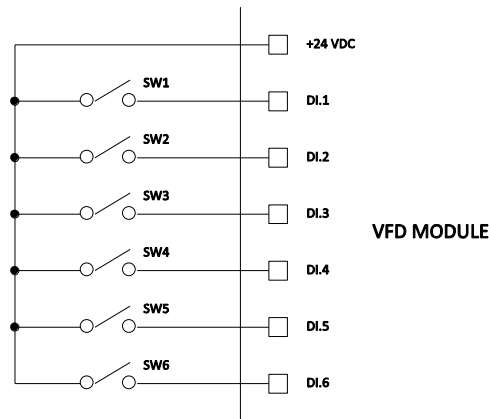 +24 VDC
SW1
DI.1
SW2
DI.2
SW3
DI.3
VFD MODULE
SW4
DI.4
SW5
DI.5
SW6
DI.6